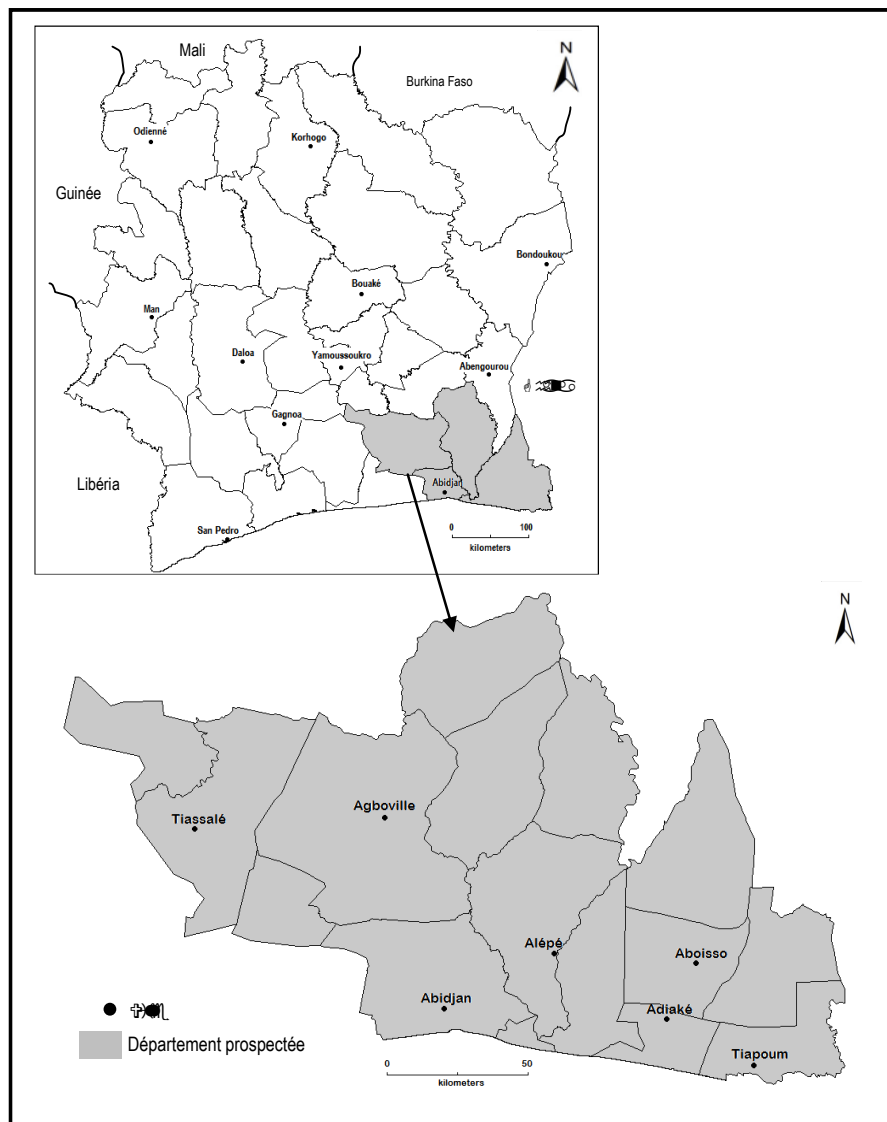 Mali
N
Burkina Faso
Odienné
Korhogo
Guinée
Bondoukou
Bouaké
Man
Daloa
Yamoussoukro
Abengourou
Gagnoa
Libéria
Abidjan
San Pedro
0 100
kilometers
N
Tiassalé
Agboville
Alépé
Aboisso
Abidjan
Adiaké
Tiapoum
Département prospectée
0 50
kilometers